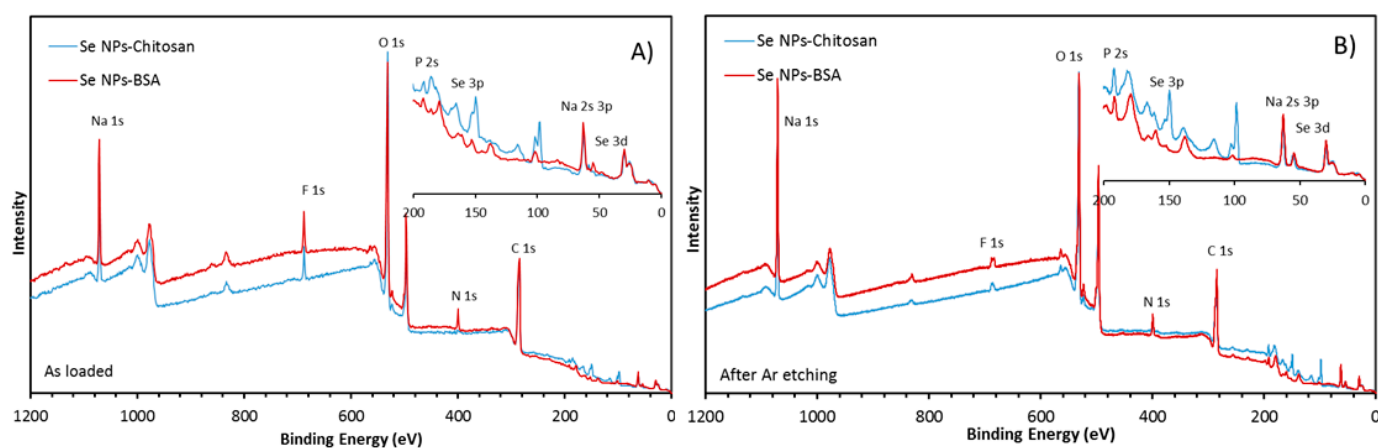 Se NPs-Chitosan
Se NPs-BSA
A)
O 1s
P 2s
Se 3p
Na 2s 3p
Se 3d
Na 1s
F 1s
C 1s
N 1s
200 150 100 50 0
Intensity
As loaded
1200 1000 800 600 400 200 0
Binding Energy (eV)
Se NPs-Chitosan
Se NPs-BSA
B)
O 1s
P 2s
Se 3p
Na 2s 3p
Se 3d
Na 1s
F 1s
C 1s
N 1s
200 150 100 50 0
Intensity
After Ar etching
1200 1000 800 600 400 200 0
Binding Energy (eV)